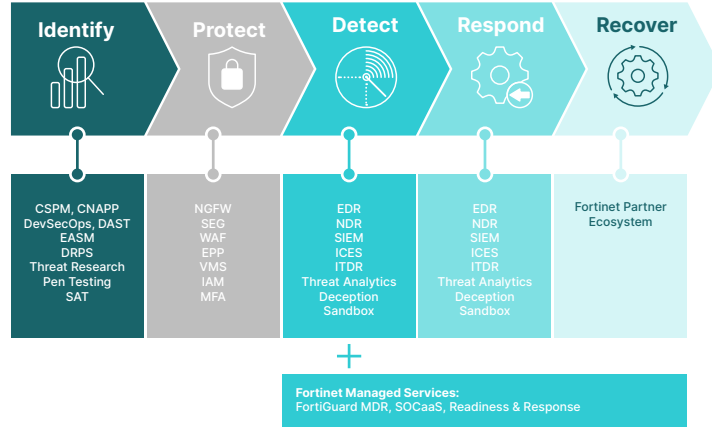 Identify
Protect
Detect
Respond
Recover
CSPM, CNAPP
DevSecOps, DAST
EASM
DRPS
Threat Research
Pen Testing
SAT
NGFW
SEG
WAF
EPP
VMS
IAM
MFA
EDR
NDR
SIEM
ICES
ITDR
Threat Analytics
Deception
Sandbox
EDR
NDR
SIEM
ICES
ITDR
Threat Analytics
Deception
Sandbox
Fortinet Partner
Ecosystem
Fortinet Managed Services:
FortiGuard MDR, SOCaaS, Readiness & Response